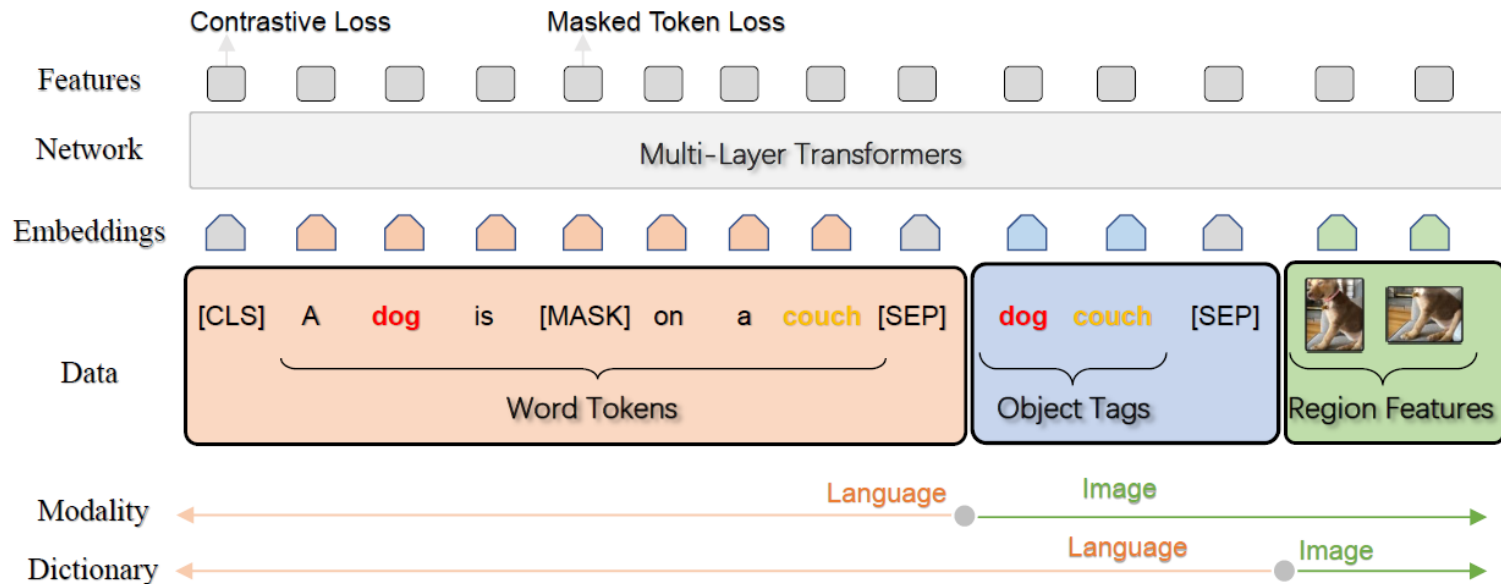 Contrastive Loss Masked Token Loss
Features
Network Multi-Layer Transformers
Embeddings
[CLS] A dog is [MASK] on a couch [SEP] dog couch [SEP]
Data
Word Tokens Object Tags Region Features
Language Image
Modality
Language Image
Dictionary